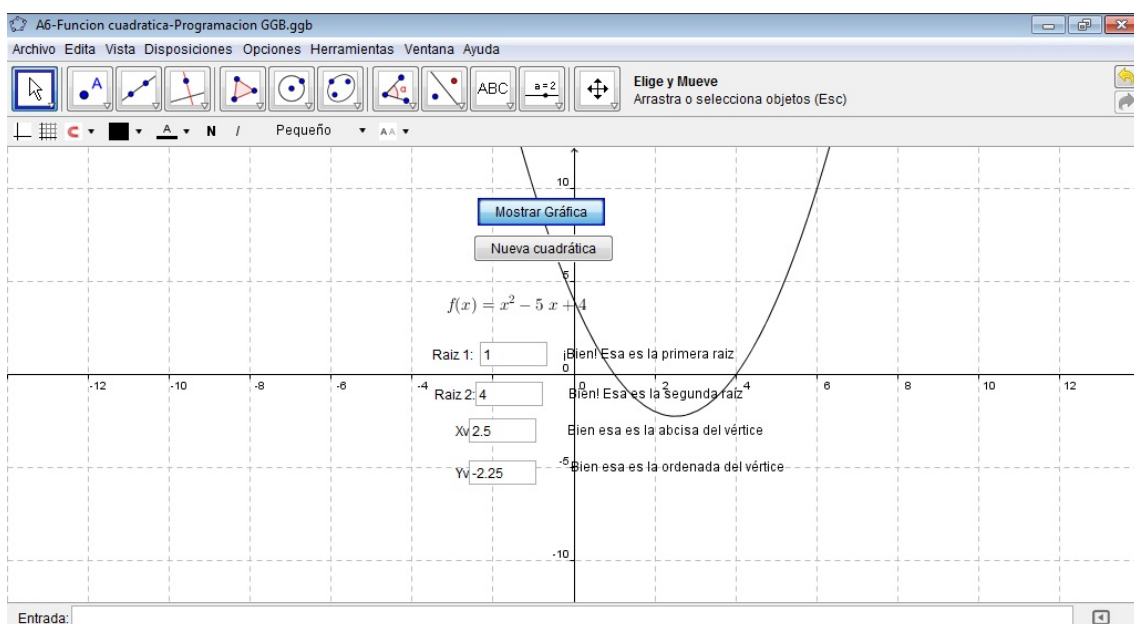 A6-Funcion cuadratica-Programacion GGB.ggb
Archivo Edita Vista Disposiciones Opciones Herramientas Ventana Ayuda
A
ABC
a=2
Elige y Mueve
Arrastra o selecciona objetos (Esc)
A N I Pequeño AA
10
Mostrar Gráfica
Nueva cuadrática
5
f(x) = x² − 5 x + 4
Raiz 1: 1 ¡Bien! Esa es la primera raiz
0
-12 -10 -8 -6 -4 0 2 4 6 8 10 12
Raiz 2: 4 Bien! Esa es la segunda raíz
Xv 2.5 Bien esa es la abcisa del vértice
-5
Yv -2.25 Bien esa es la ordenada del vértice
-10
Entrada: